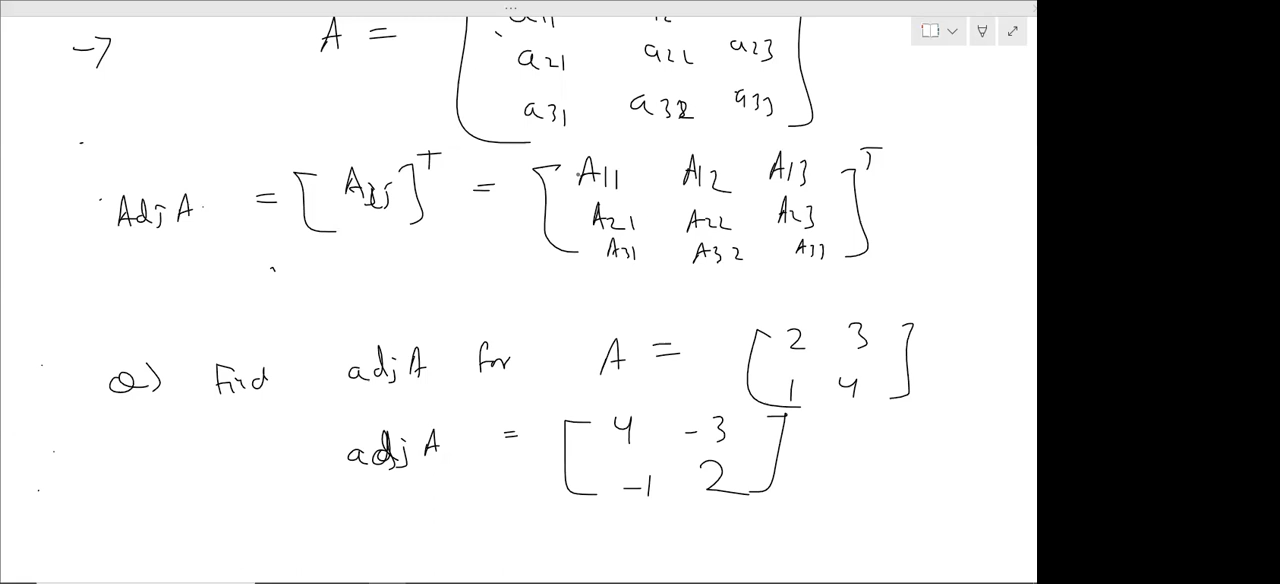 → A = [ a11
a21 a22 a23
a31 a32 a33 ]
Adj A = [ Aij ]ᵀ = [ A11 A12 A13
A21 A22 A23
A31 A32 A33 ]ᵀ
Q) Find adj A for A = [ 2 3
1 4 ]
adj A = [ 4 -3
-1 2 ]